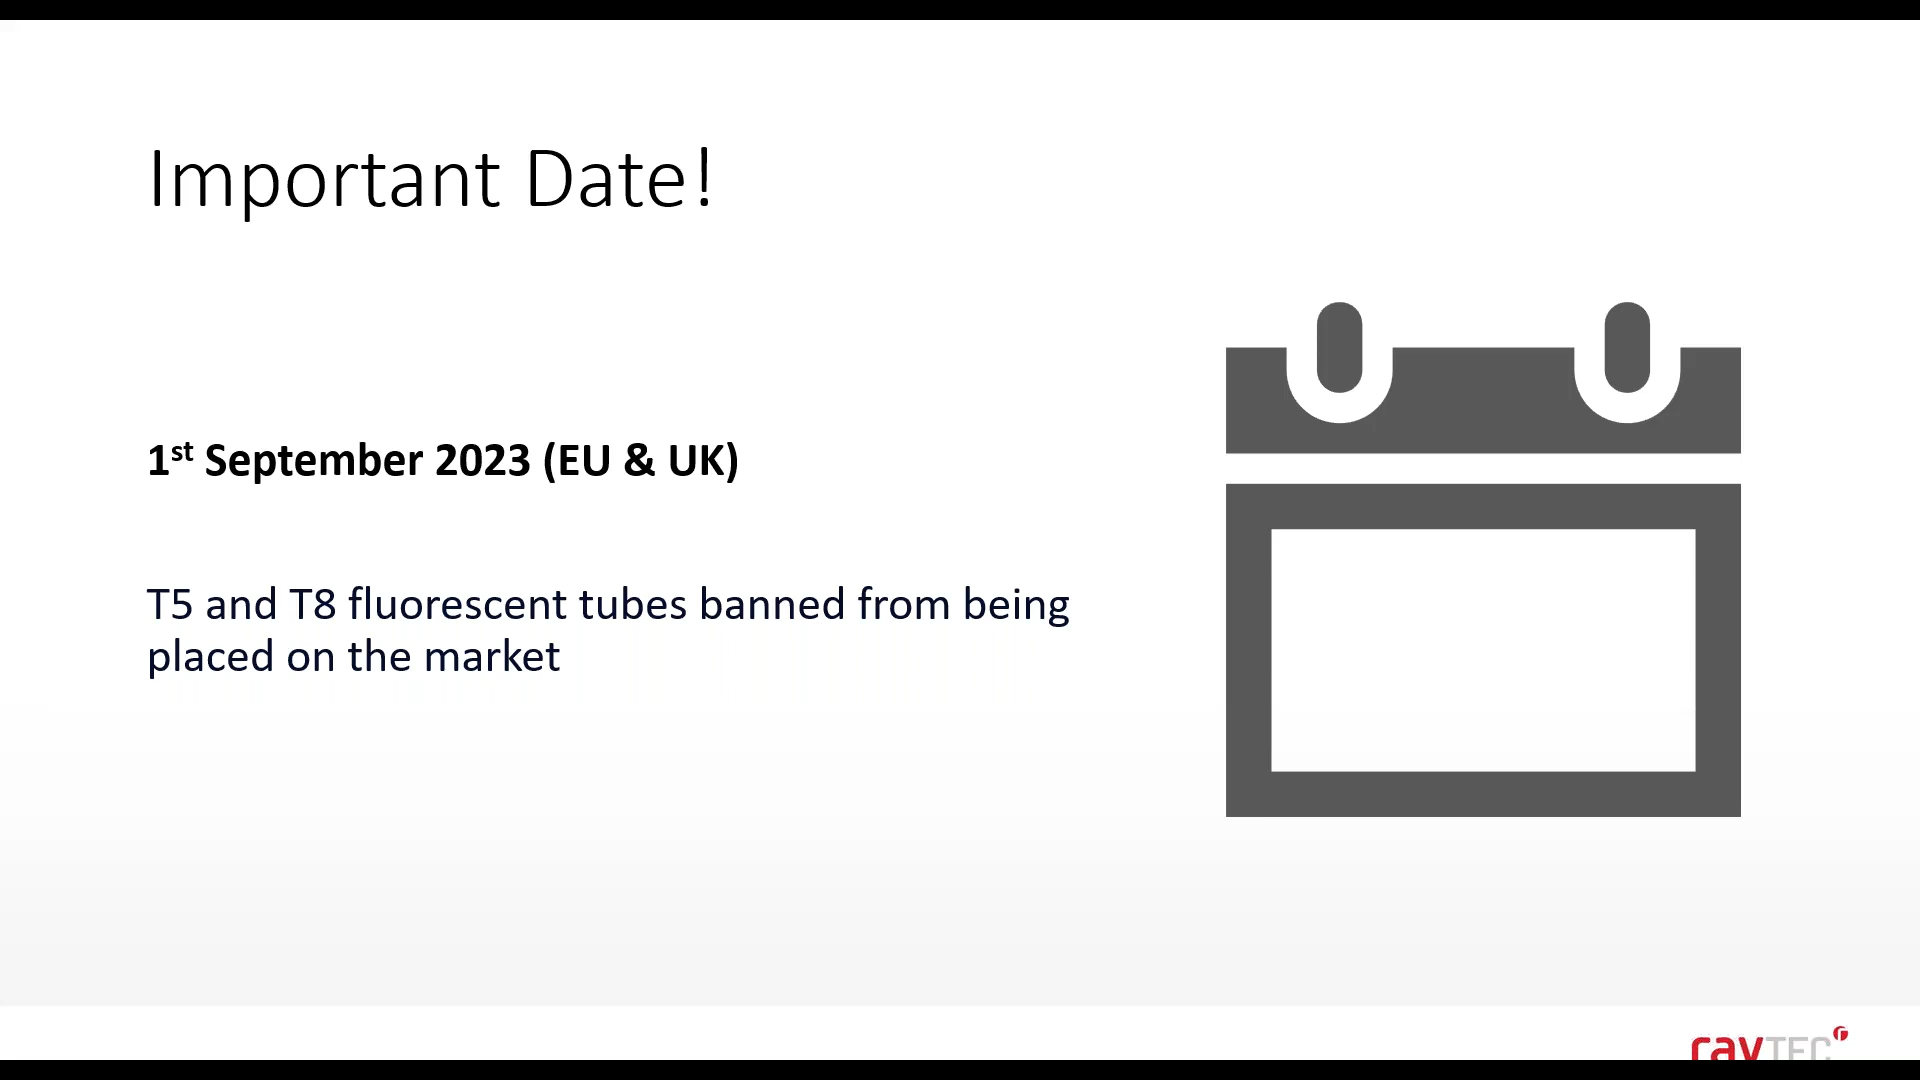 Important Date!
1st September 2023 (EU & UK)
T5 and T8 fluorescent tubes banned from being
placed on the market
rayTEC